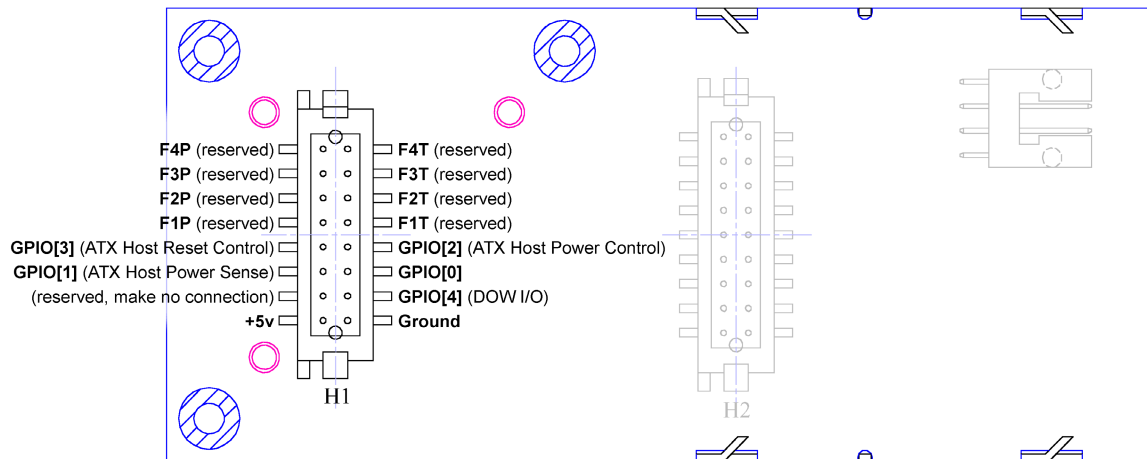 F4P (reserved) F4T (reserved)
F3P (reserved) F3T (reserved)
F2P (reserved) F2T (reserved)
F1P (reserved) F1T (reserved)
GPIO[3] (ATX Host Reset Control) GPIO[2] (ATX Host Power Control)
GPIO[1] (ATX Host Power Sense) GPIO[0]
(reserved, make no connection) GPIO[4] (DOW I/O)
+5v Ground
H1
H2